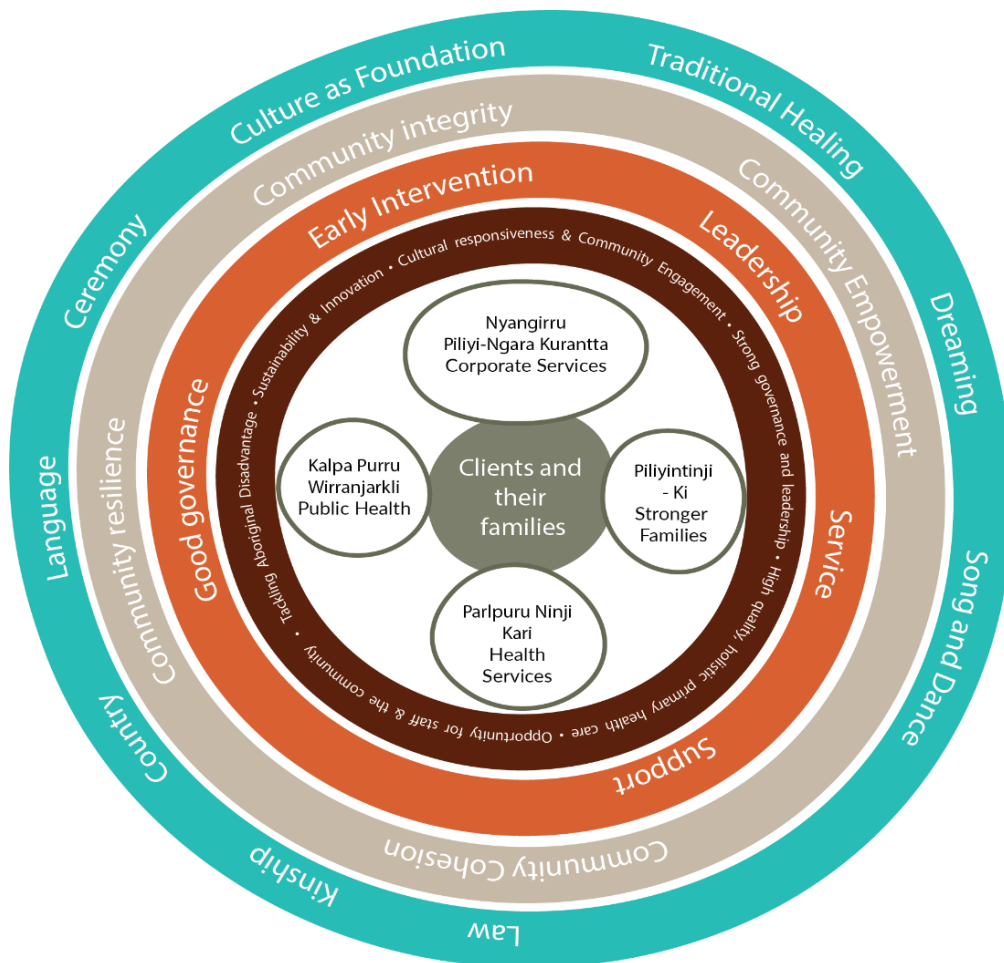 Culture as Foundation
Traditional Healing
Dreaming
Song and Dance
Law
Kinship
Country
Language
Ceremony
Community integrity
Community Empowerment
Community Cohesion
Community resilience
Early Intervention
Leadership
Service
Support
Good governance
Cultural responsiveness & Community Engagement • Strong governance and leadership • High quality, holistic primary health care • Opportunity for staff & the community • Tackling Aboriginal Disadvantage • Sustainability & Innovation •
Nyangirru
Piliyi-Ngara Kurantta
Corporate Services
Kalpa Purru
Wirranjarkli
Public Health
Clients and
their
families
Piliyintinji
- Ki
Stronger
Families
Parlpuru Ninji
Kari
Health
Services